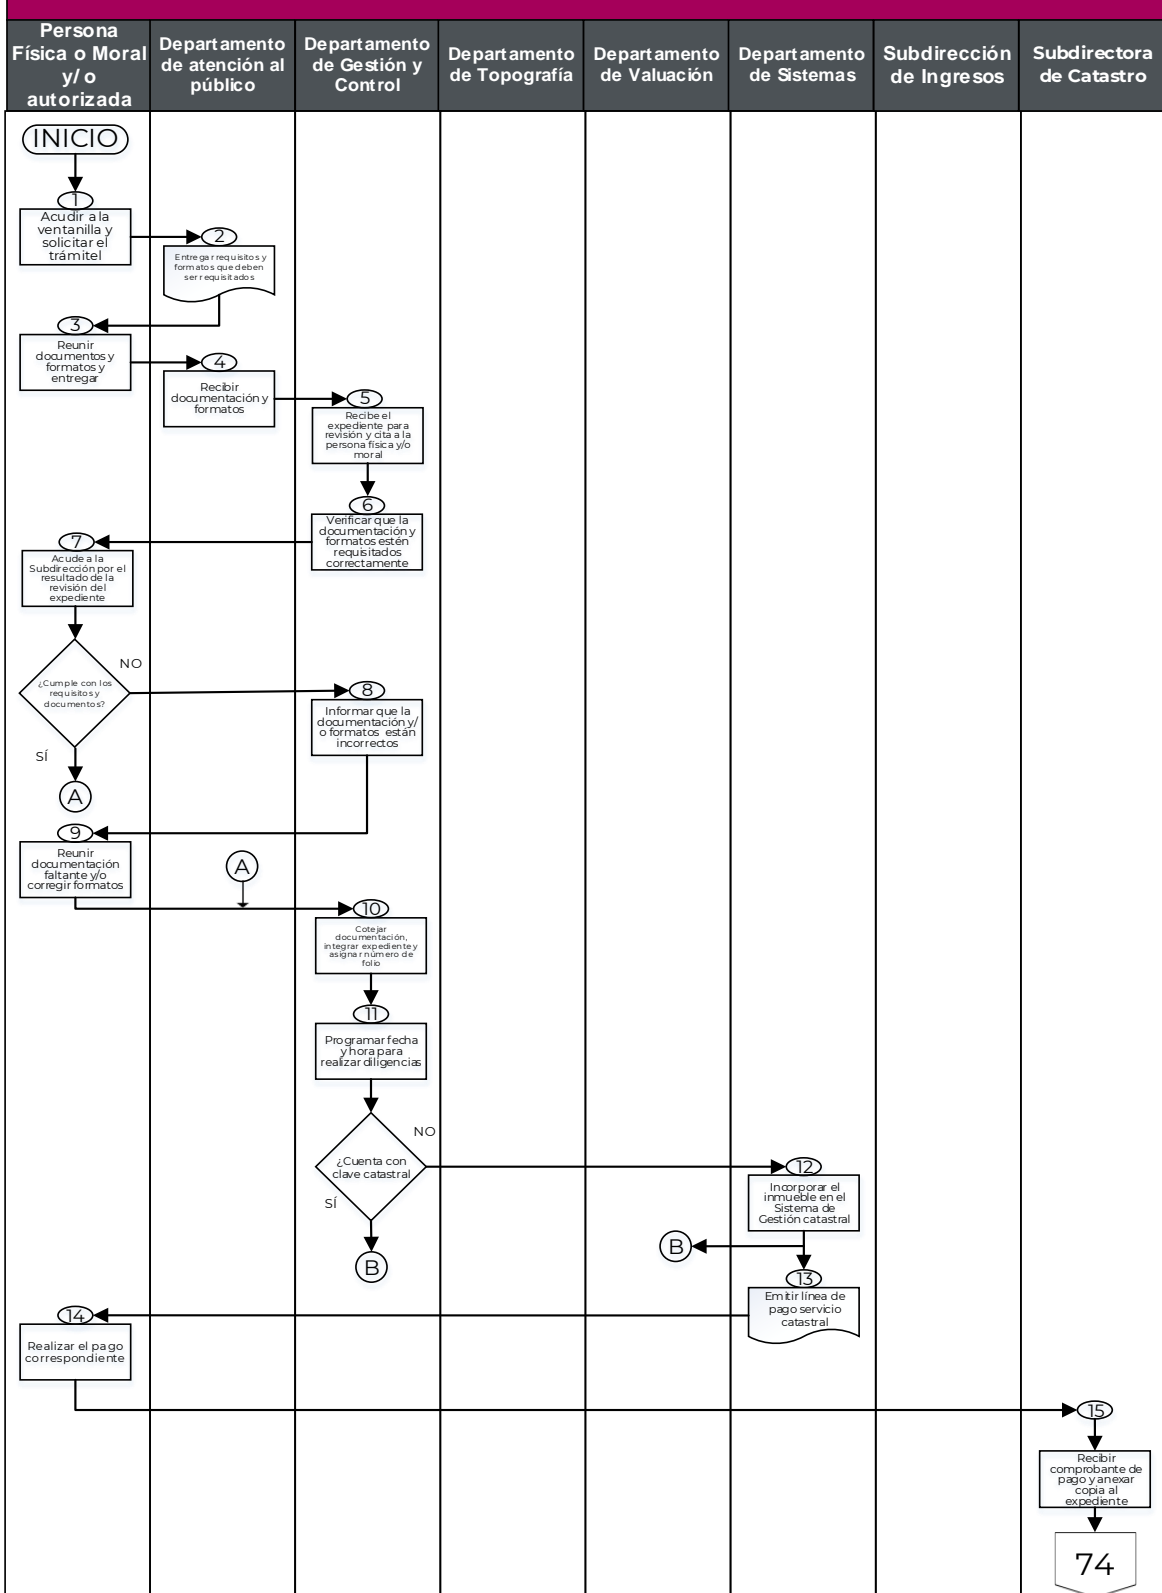 Persona
Física o Moral
y/ o
autorizada
Departamento
de atención al
público
Departamento
de Gestión y
Control
Departamento
de Topografía
Departamento
de Valuación
Departamento
de Sistemas
Subdirección
de Ingresos
Subdirectora
de Catastro
INICIO
1
Acudir a la
ventanilla y
solicitar el
trámitel
2
Entregar requisitos y
formatos que deben
ser requisitados
3
Reunir
documentos y
formatos y
entregar
4
Recibir
documentación y
formatos
5
Recibe el
expediente para
revisión y cita a la
persona física y/o
moral
6
Verificar que la
documentación y
formatos estén
requisitados
correctamente
7
Acude a la
Subdirección por el
resultado de la
revisión del
expediente
¿Cumple con los
requisitos y
documentos?
NO
SÍ
A
8
Informar que la
documentación y/
o formatos están
incorrectos
9
Reunir
documentación
faltante y/o
corregir formatos
A
10
Cotejar
documentación,
integrar expediente y
asignar número de
folio
11
Programar fecha
y hora para
realizar diligencias
¿Cuenta con
clave catastral
NO
SÍ
B
12
Incorporar el
inmueble en el
Sistema de
Gestión catastral
B
13
Emitir línea de
pago servicio
catastral
14
Realizar el pago
correspondiente
15
Recibir
comprobante de
pago y anexar
copia al
expediente
74